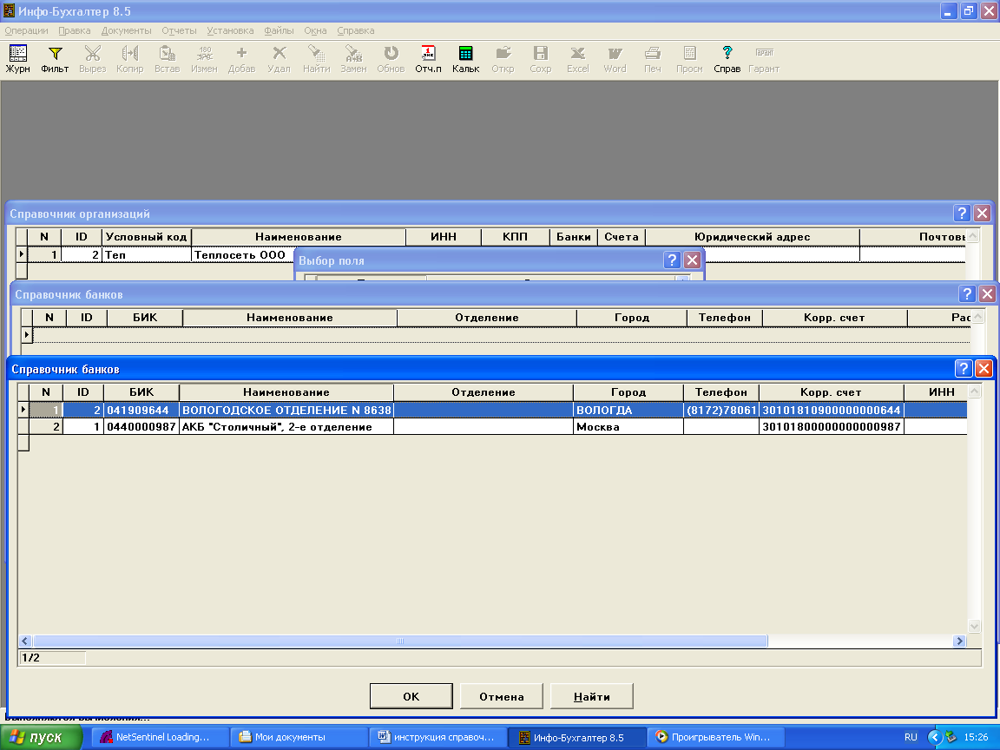 Инфо-Бухгалтер 8.5
Операции Правка Документы Отчеты Установка Файлы Окна Справка
Журн Фильт Вырез Копир Встав Измен Добав Удал Найти Замен Обнов Отч.п Кальк Откр Сохр Excel Word Печ Просм Справ Гарант
Справочник организаций
N ID Условный код Наименование ИНН КПП Банки Счета Юридический адрес Почтовы
1 2 Теп Теплосеть ООО
Выбор поля
Справочник банков
N ID БИК Наименование Отделение Город Телефон Корр. счет Рас
Справочник банков
N ID БИК Наименование Отделение Город Телефон Корр. счет ИНН
1 2 041909644 ВОЛОГОДСКОЕ ОТДЕЛЕНИЕ N 8638 ВОЛОГДА (8172)78061 30101810900000000644
2 1 0440000987 АКБ "Столичный", 2-е отделение Москва 30101800000000000987
1/2
OK Отмена Найти
пуск NetSentinel Loading... Мои документы инструкция справоч... Инфо-Бухгалтер 8.5 Проигрыватель Win... RU 15:26